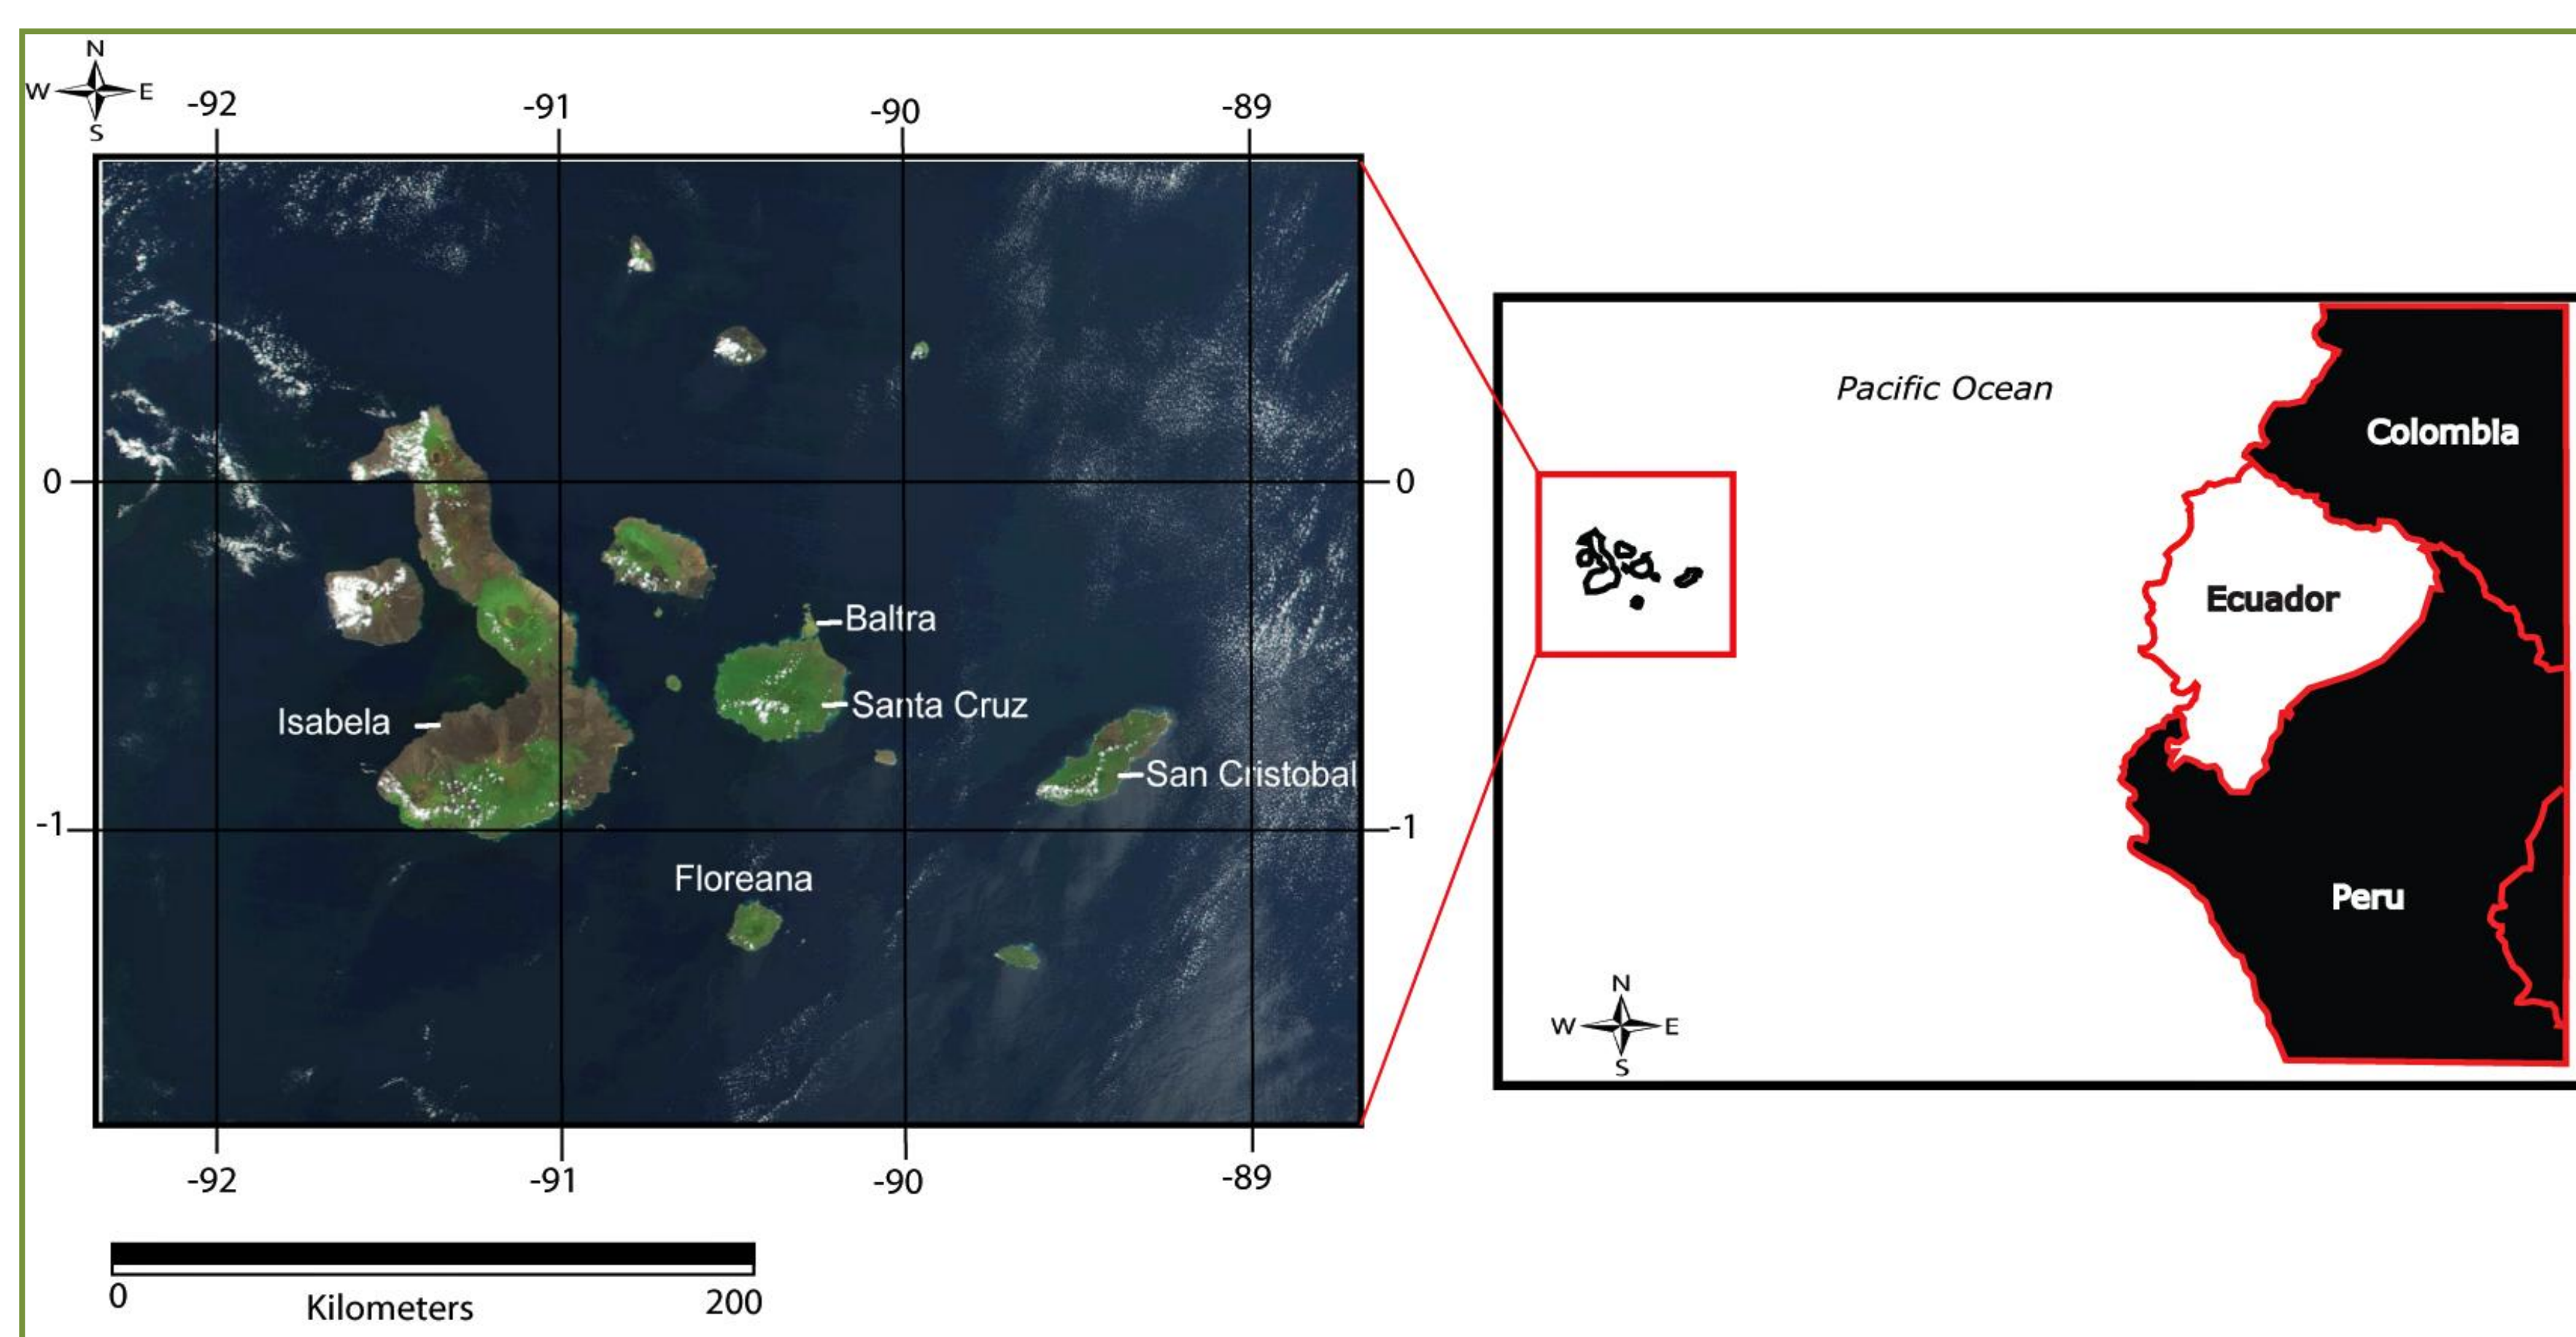 N
W E
S
-92 -91 -90 -89
0 0
Baltra
Santa Cruz
Isabela
San Cristobal
-1 -1
Floreana
-92 -91 -90 -89
0 200
Kilometers
Pacific Ocean
Colombia
Ecuador
Peru
N
W E
S